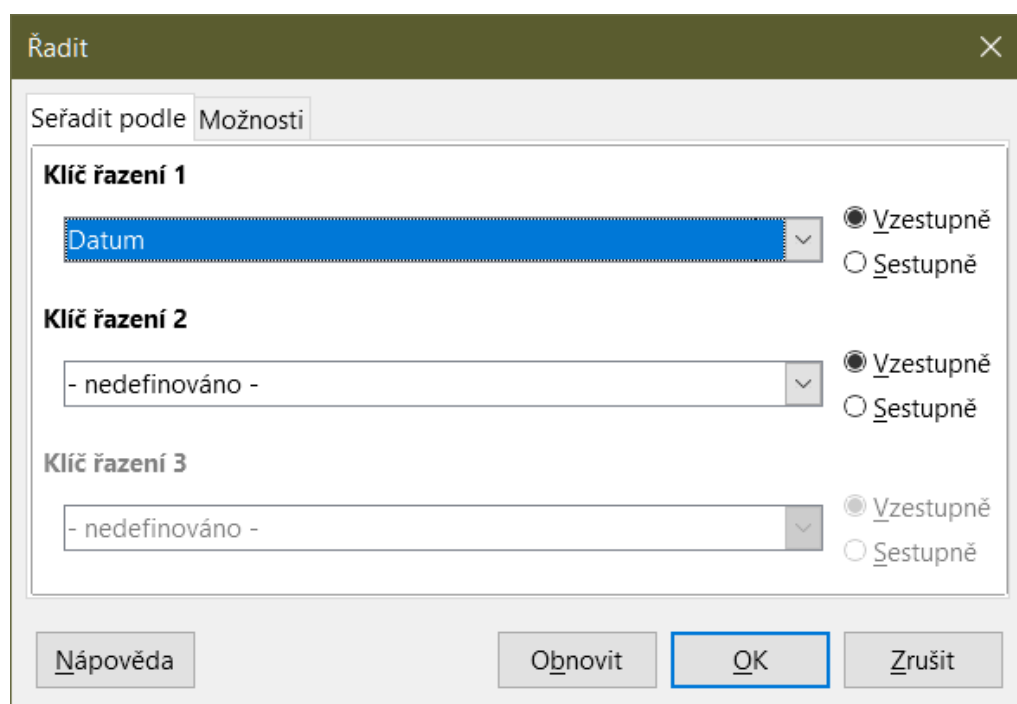 Řadit
Seřadit podle Možnosti
Klíč řazení 1
Datum
Vzestupně
Sestupně
Klíč řazení 2
- nedefinováno -
Vzestupně
Sestupně
Klíč řazení 3
- nedefinováno -
Vzestupně
Sestupně
Nápověda Obnovit OK Zrušit